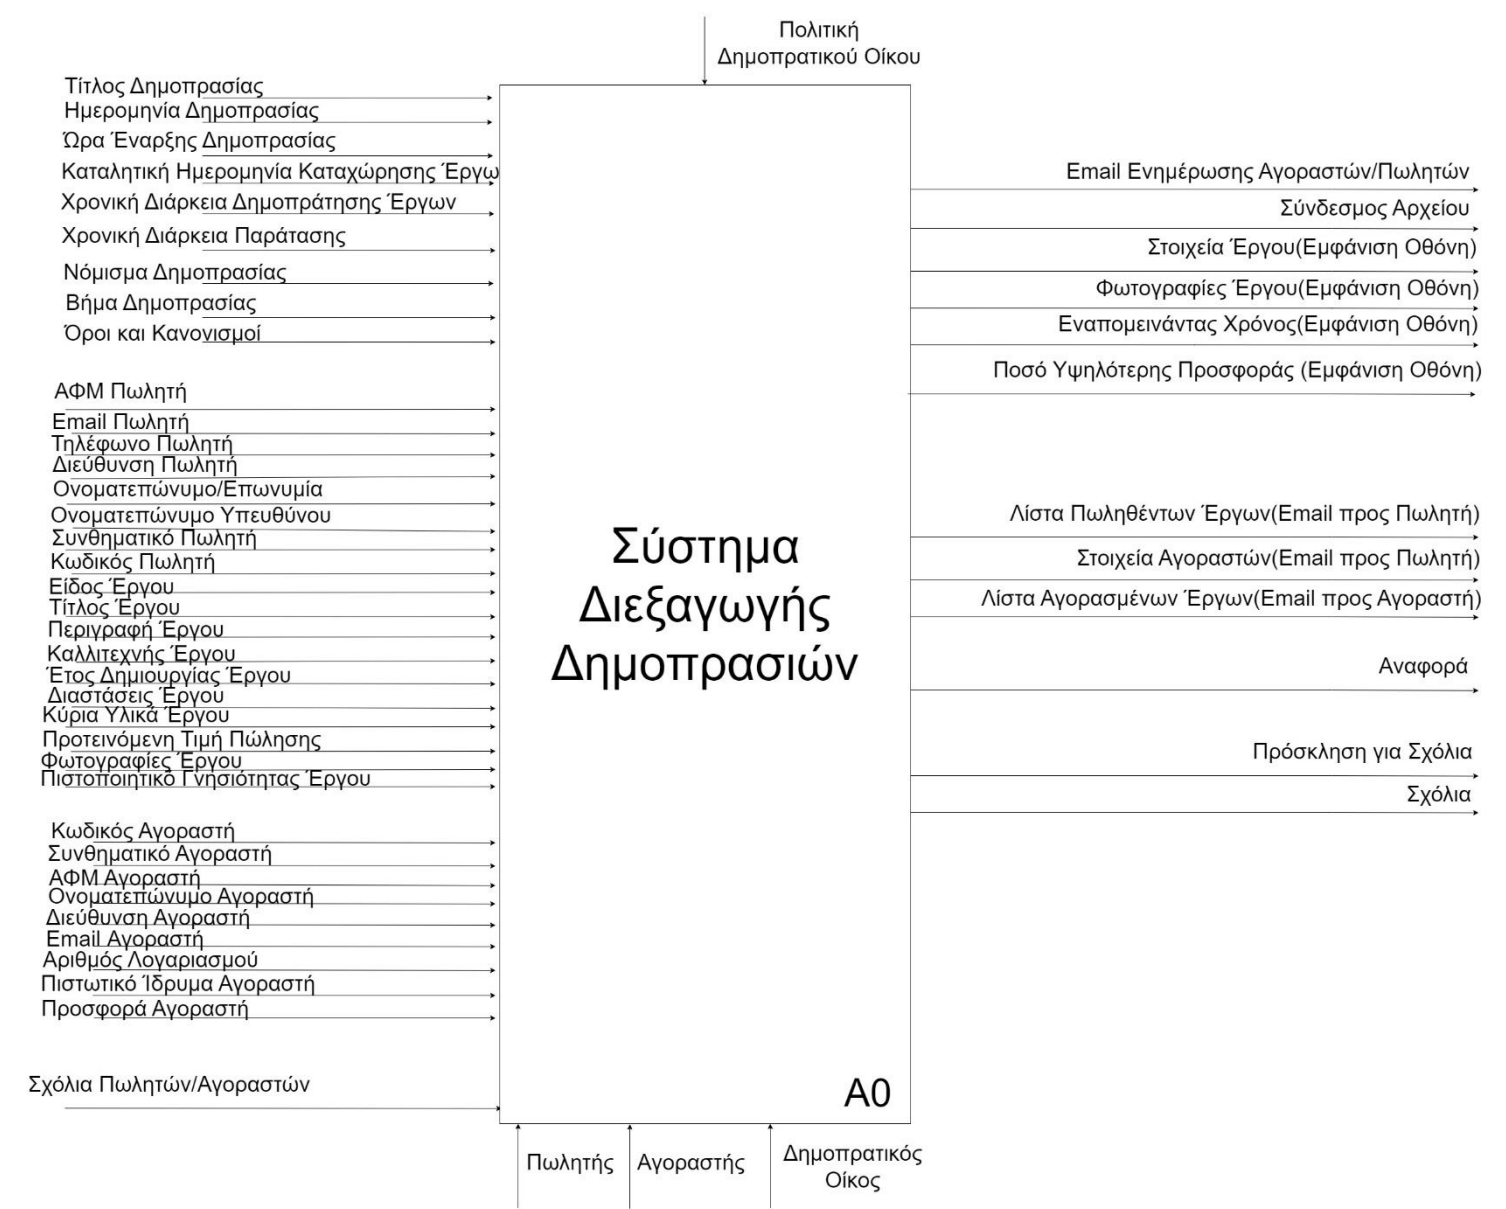 Πολιτική
Δημοπρατικού Οίκου
Τίτλος Δημοπρασίας
Ημερομηνία Δημοπρασίας
Ώρα Έναρξης Δημοπρασίας
Καταλητική Ημερομηνία Καταχώρησης Έργω
Χρονική Διάρκεια Δημοπράτησης Έργων
Χρονική Διάρκεια Παράτασης
Νόμισμα Δημοπρασίας
Βήμα Δημοπρασίας
Όροι και Κανονισμοί
ΑΦΜ Πωλητή
Email Πωλητή
Τηλέφωνο Πωλητή
Διεύθυνση Πωλητή
Ονοματεπώνυμο/Επωνυμία
Ονοματεπώνυμο Υπευθύνου
Συνθηματικό Πωλητή
Κωδικός Πωλητή
Είδος Έργου
Τίτλος Έργου
Περιγραφή Έργου
Καλλιτεχνής Έργου
Έτος Δημιουργίας Έργου
Διαστάσεις Έργου
Κύρια Υλικά Έργου
Προτεινόμενη Τιμή Πώλησης
Φωτογραφίες Έργου
Πιστοποιητικό Γνησιότητας Έργου
Κωδικός Αγοραστή
Συνθηματικό Αγοραστή
ΑΦΜ Αγοραστή
Ονοματεπώνυμο Αγοραστή
Διεύθυνση Αγοραστή
Email Αγοραστή
Αριθμός Λογαριασμού
Πιστωτικό Ίδρυμα Αγοραστή
Προσφορά Αγοραστή
Σχόλια Πωλητών/Αγοραστών
Σύστημα
Διεξαγωγής
Δημοπρασιών
A0
Email Ενημέρωσης Αγοραστών/Πωλητών
Σύνδεσμος Αρχείου
Στοιχεία Έργου(Εμφάνιση Οθόνη)
Φωτογραφίες Έργου(Εμφάνιση Οθόνη)
Εναπομεινάντας Χρόνος(Εμφάνιση Οθόνη)
Ποσό Υψηλότερης Προσφοράς (Εμφάνιση Οθόνη)
Λίστα Πωληθέντων Έργων(Email προς Πωλητή)
Στοιχεία Αγοραστών(Email προς Πωλητή)
Λίστα Αγορασμένων Έργων(Email προς Αγοραστή)
Αναφορά
Πρόσκληση για Σχόλια
Σχόλια
Πωλητής
Αγοραστής
Δημοπρατικός
Οίκος